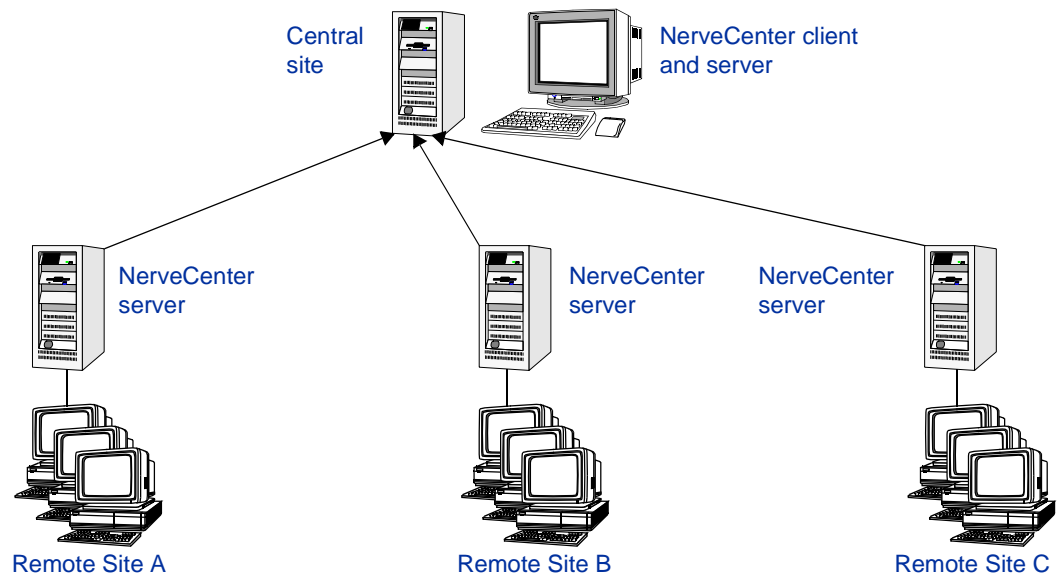 Central
site
NerveCenter client
and server
NerveCenter
server
NerveCenter
server
NerveCenter
server
Remote Site A
Remote Site B
Remote Site C